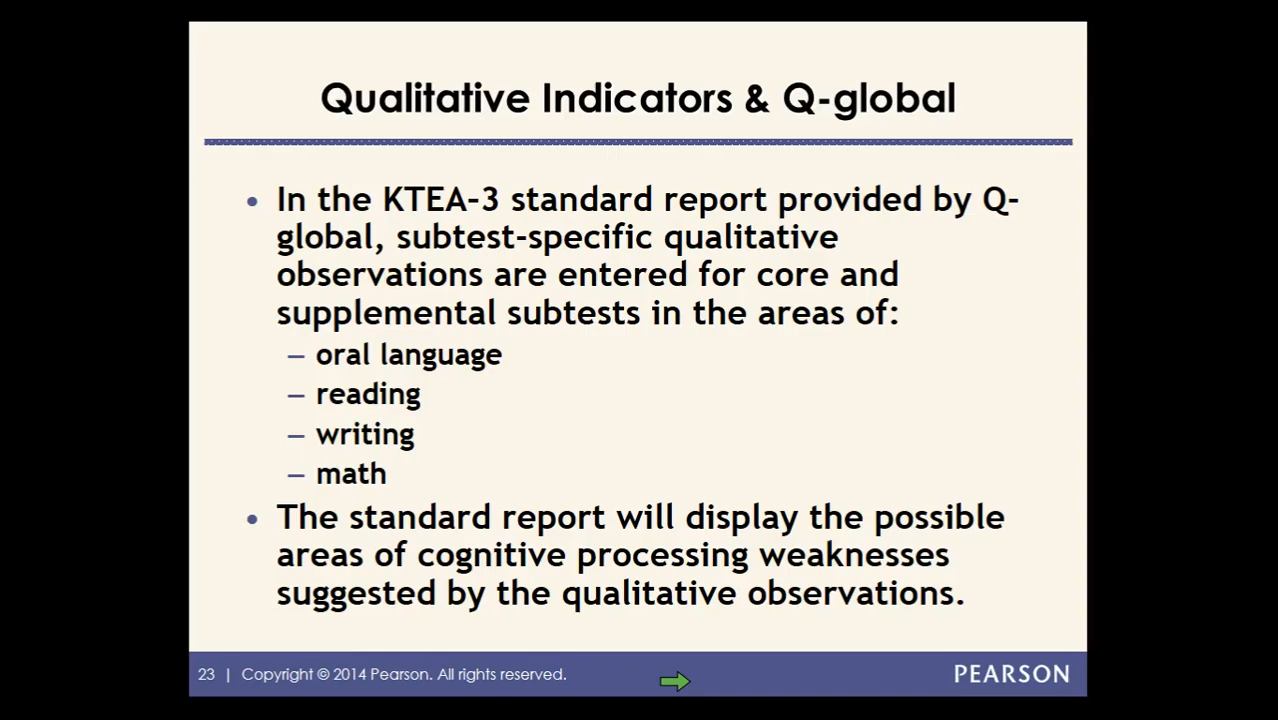 Qualitative Indicators & Q-global
• In the KTEA-3 standard report provided by Q-
global, subtest-specific qualitative
observations are entered for core and
supplemental subtests in the areas of:
– oral language
– reading
– writing
– math
• The standard report will display the possible
areas of cognitive processing weaknesses
suggested by the qualitative observations.
23 | Copyright © 2014 Pearson. All rights reserved.
PEARSON